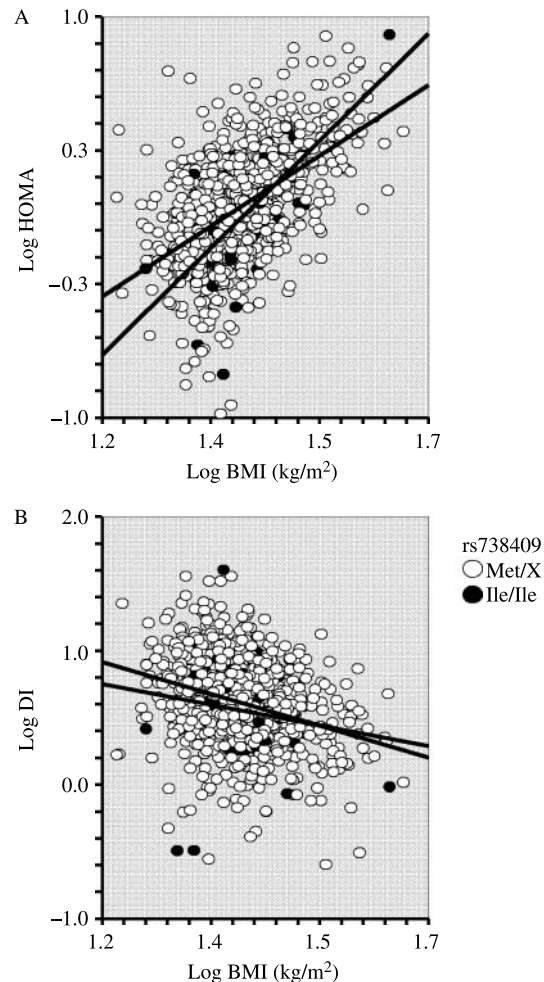 A
1.0
0.3
−0.3
−1.0
Log HOMA
1.2 1.4 1.5 1.7
Log BMI (kg/m²)
B
2.0
1.0
0.0
−1.0
Log DI
1.2 1.4 1.5 1.7
Log BMI (kg/m²)
rs738409
Met/X
Ile/Ile